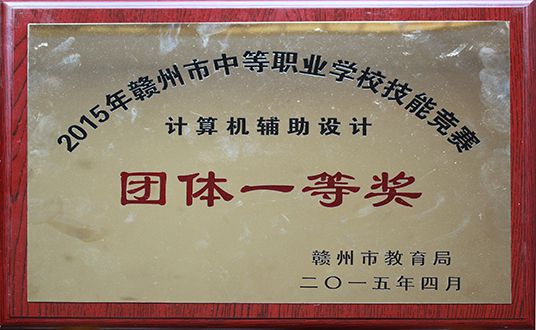 2015年赣州市中等职业学校技能竞赛
计算机辅助设计
团体一等奖
赣州市教育局
二〇一五年四月